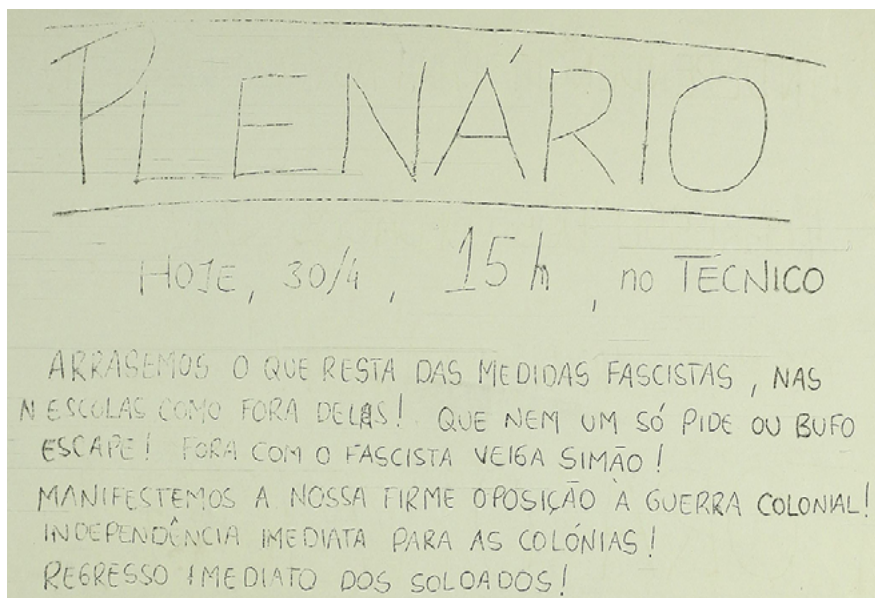 PLENÁRIO
HOJE, 30/4, 15h, no TECNICO
ARRASEMOS O QUE RESTA DAS MEDIDAS FASCISTAS, NAS
N ESCOLAS COMO FORA DELAS! QUE NEM UM SÓ PIDE OU BUFO
ESCAPE! FORA COM O FASCISTA VEIGA SIMÃO!
MANIFESTEMOS A NOSSA FIRME OPOSIÇÃO À GUERRA COLONIAL!
INDEPENDÊNCIA IMEDIATA PARA AS COLÓNIAS!
REGRESSO IMEDIATO DOS SOLDADOS!